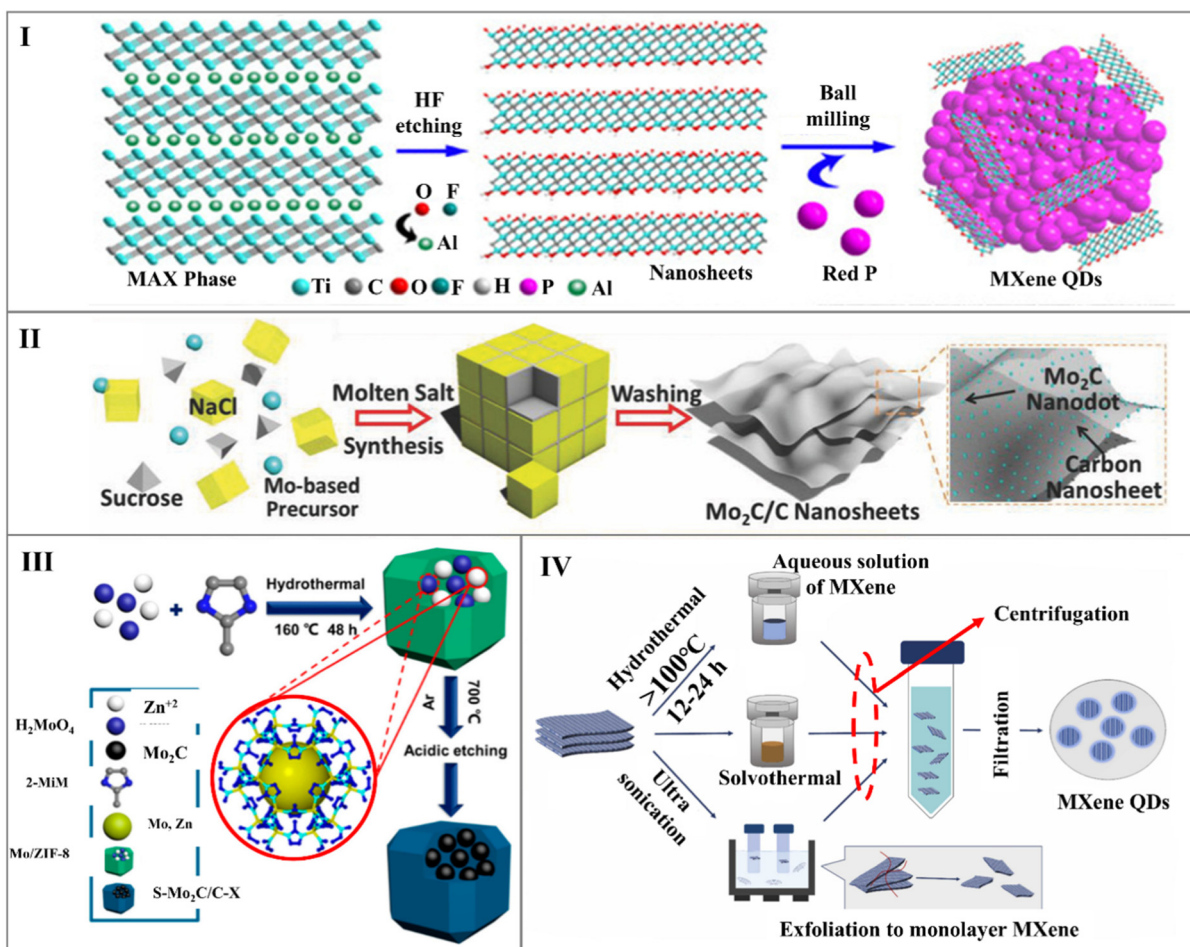 I
HF
etching
O F
Al
Ball
milling
Red P
MAX Phase
Nanosheets
MXene QDs
Ti C O F H P Al
II
NaCl
Sucrose
Mo-based
Precursor
Molten Salt
Synthesis
Washing
Mo₂C/C Nanosheets
Mo₂C
Nanodot
Carbon
Nanosheet
III
+
Hydrothermal
160 ℃ 48 h
700 ℃
Ar
Acidic etching
Zn⁺²
H₂MoO₄
Mo₂C
2-MiM
Mo, Zn
Mo/ZIF-8
S-Mo₂C/C-X
IV
Aqueous solution
of MXene
Centrifugation
Hydrothermal
>100°C
12-24 h
Solvothermal
Ultra
sonication
Filtration
MXene QDs
Exfoliation to monolayer MXene